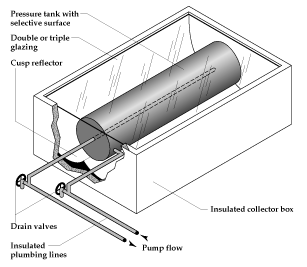 Pressure tank with
selective surface
Double or triple
glazing
Cusp reflector
Insulated collector box
Drain valves
Insulated
plumbing lines
Pump flow